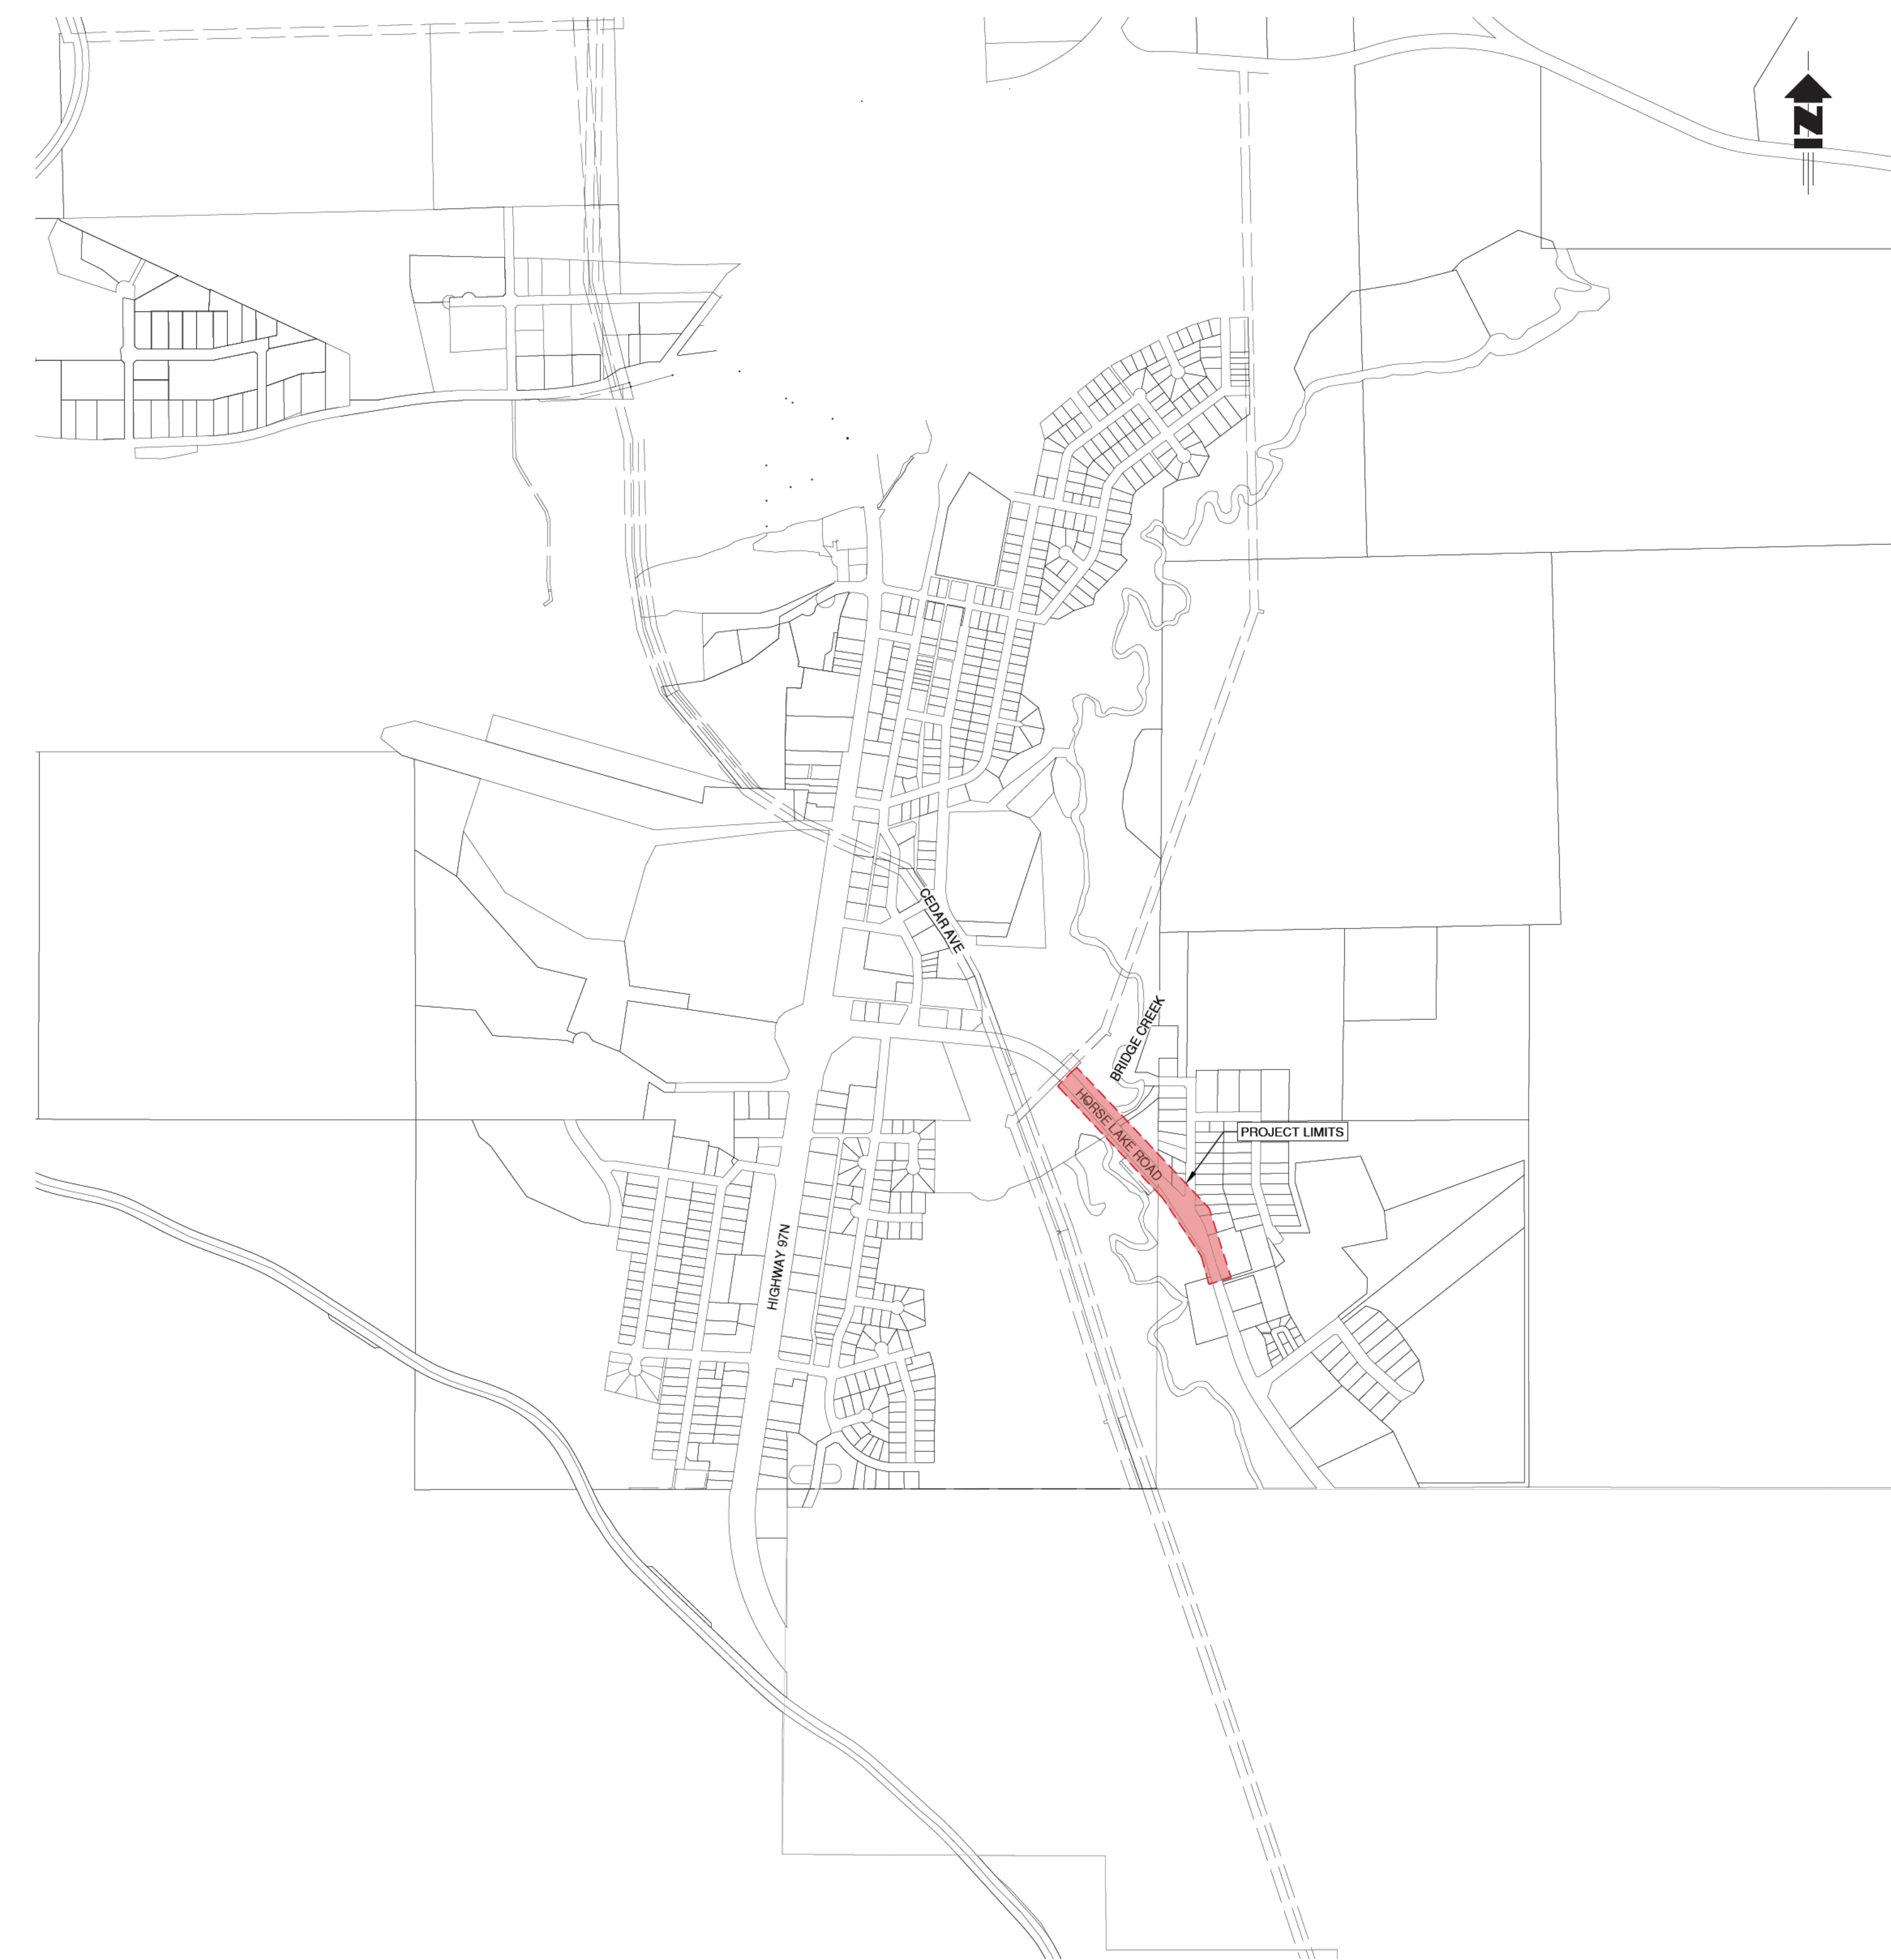 N
CEDAR AVE
BRIDGE CREEK
HORSE LAKE ROAD
PROJECT LIMITS
HIGHWAY 97N